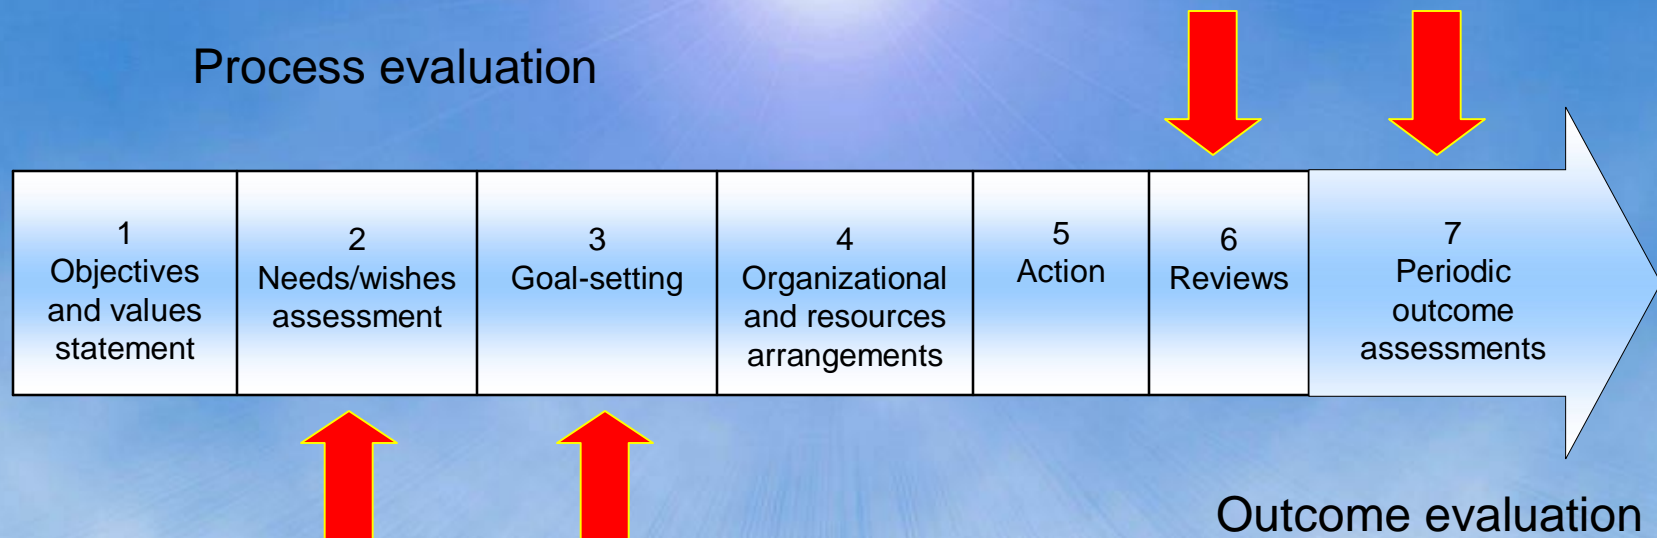 Process evaluation
1
Objectives
and values
statement
2
Needs/wishes
assessment
3
Goal-setting
4
Organizational
and resources
arrangements
5
Action
6
Reviews
7
Periodic
outcome
assessments
Outcome evaluation